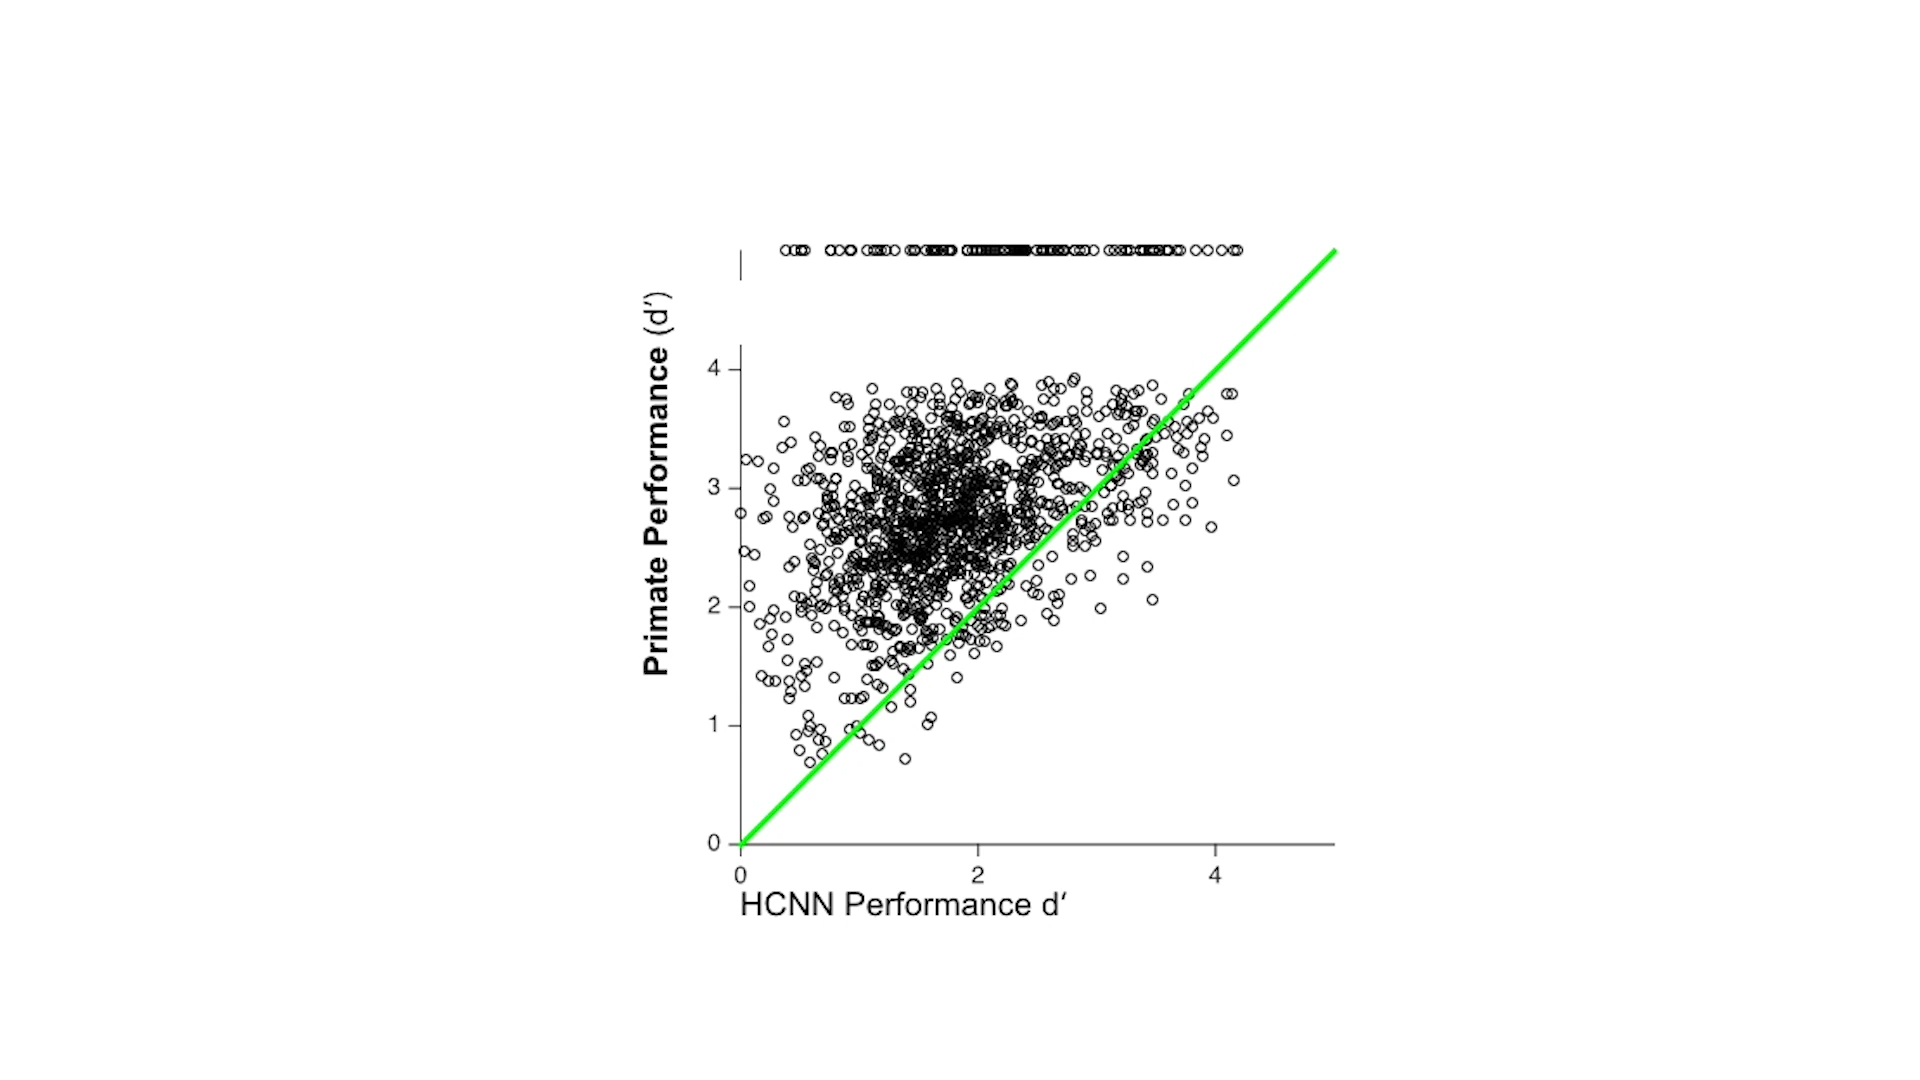 Primate Performance (d′)
4
3
2
1
0
0 2 4
HCNN Performance d′